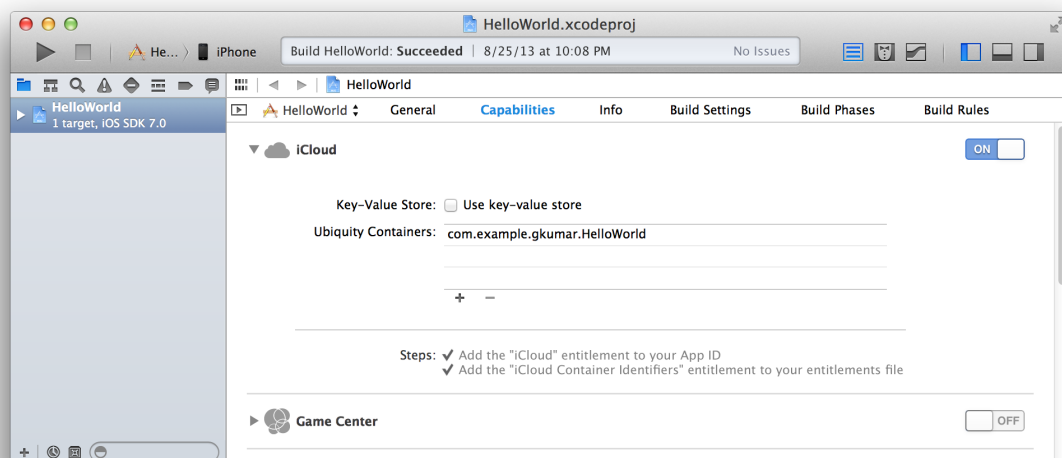 HelloWorld.xcodeproj
He... iPhone
Build HelloWorld: Succeeded | 8/25/13 at 10:08 PM No Issues
HelloWorld
HelloWorld
1 target, iOS SDK 7.0
HelloWorld General Capabilities Info Build Settings Build Phases Build Rules
iCloud ON
Key-Value Store: Use key-value store
Ubiquity Containers: com.example.gkumar.HelloWorld
Steps: ✓ Add the "iCloud" entitlement to your App ID
✓ Add the "iCloud Container Identifiers" entitlement to your entitlements file
Game Center OFF